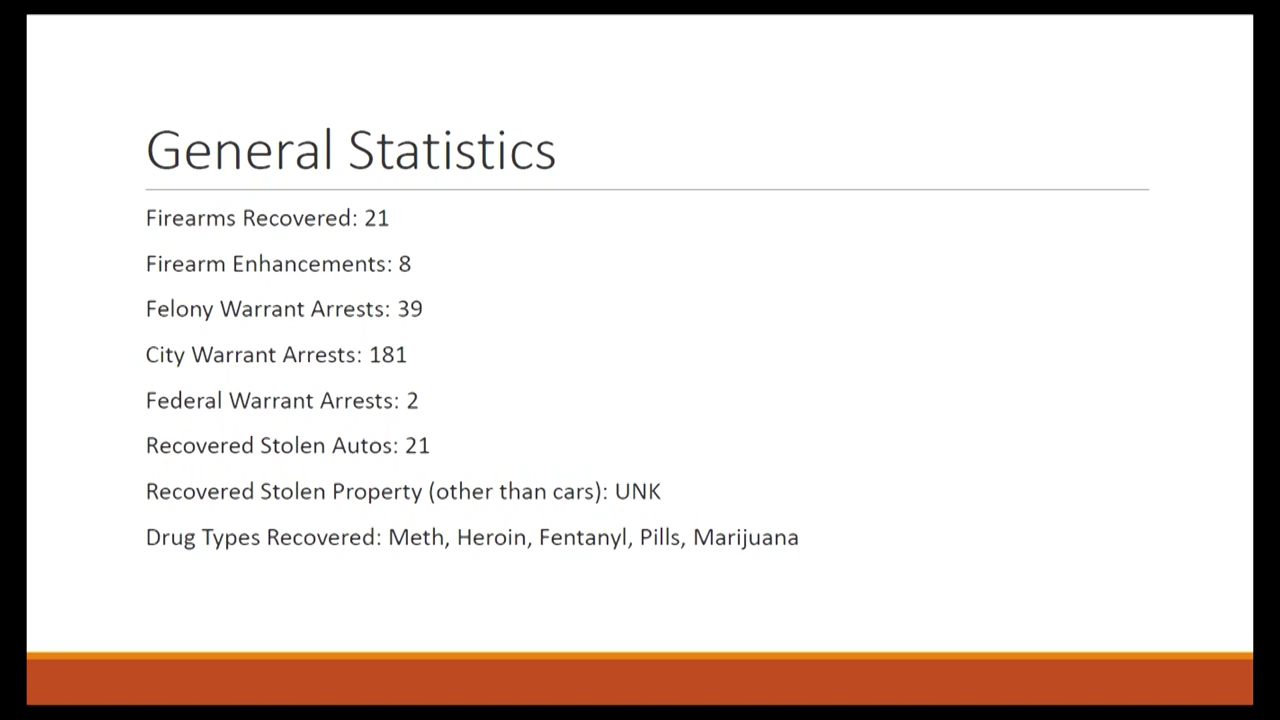 General Statistics
Firearms Recovered: 21
Firearm Enhancements: 8
Felony Warrant Arrests: 39
City Warrant Arrests: 181
Federal Warrant Arrests: 2
Recovered Stolen Autos: 21
Recovered Stolen Property (other than cars): UNK
Drug Types Recovered: Meth, Heroin, Fentanyl, Pills, Marijuana